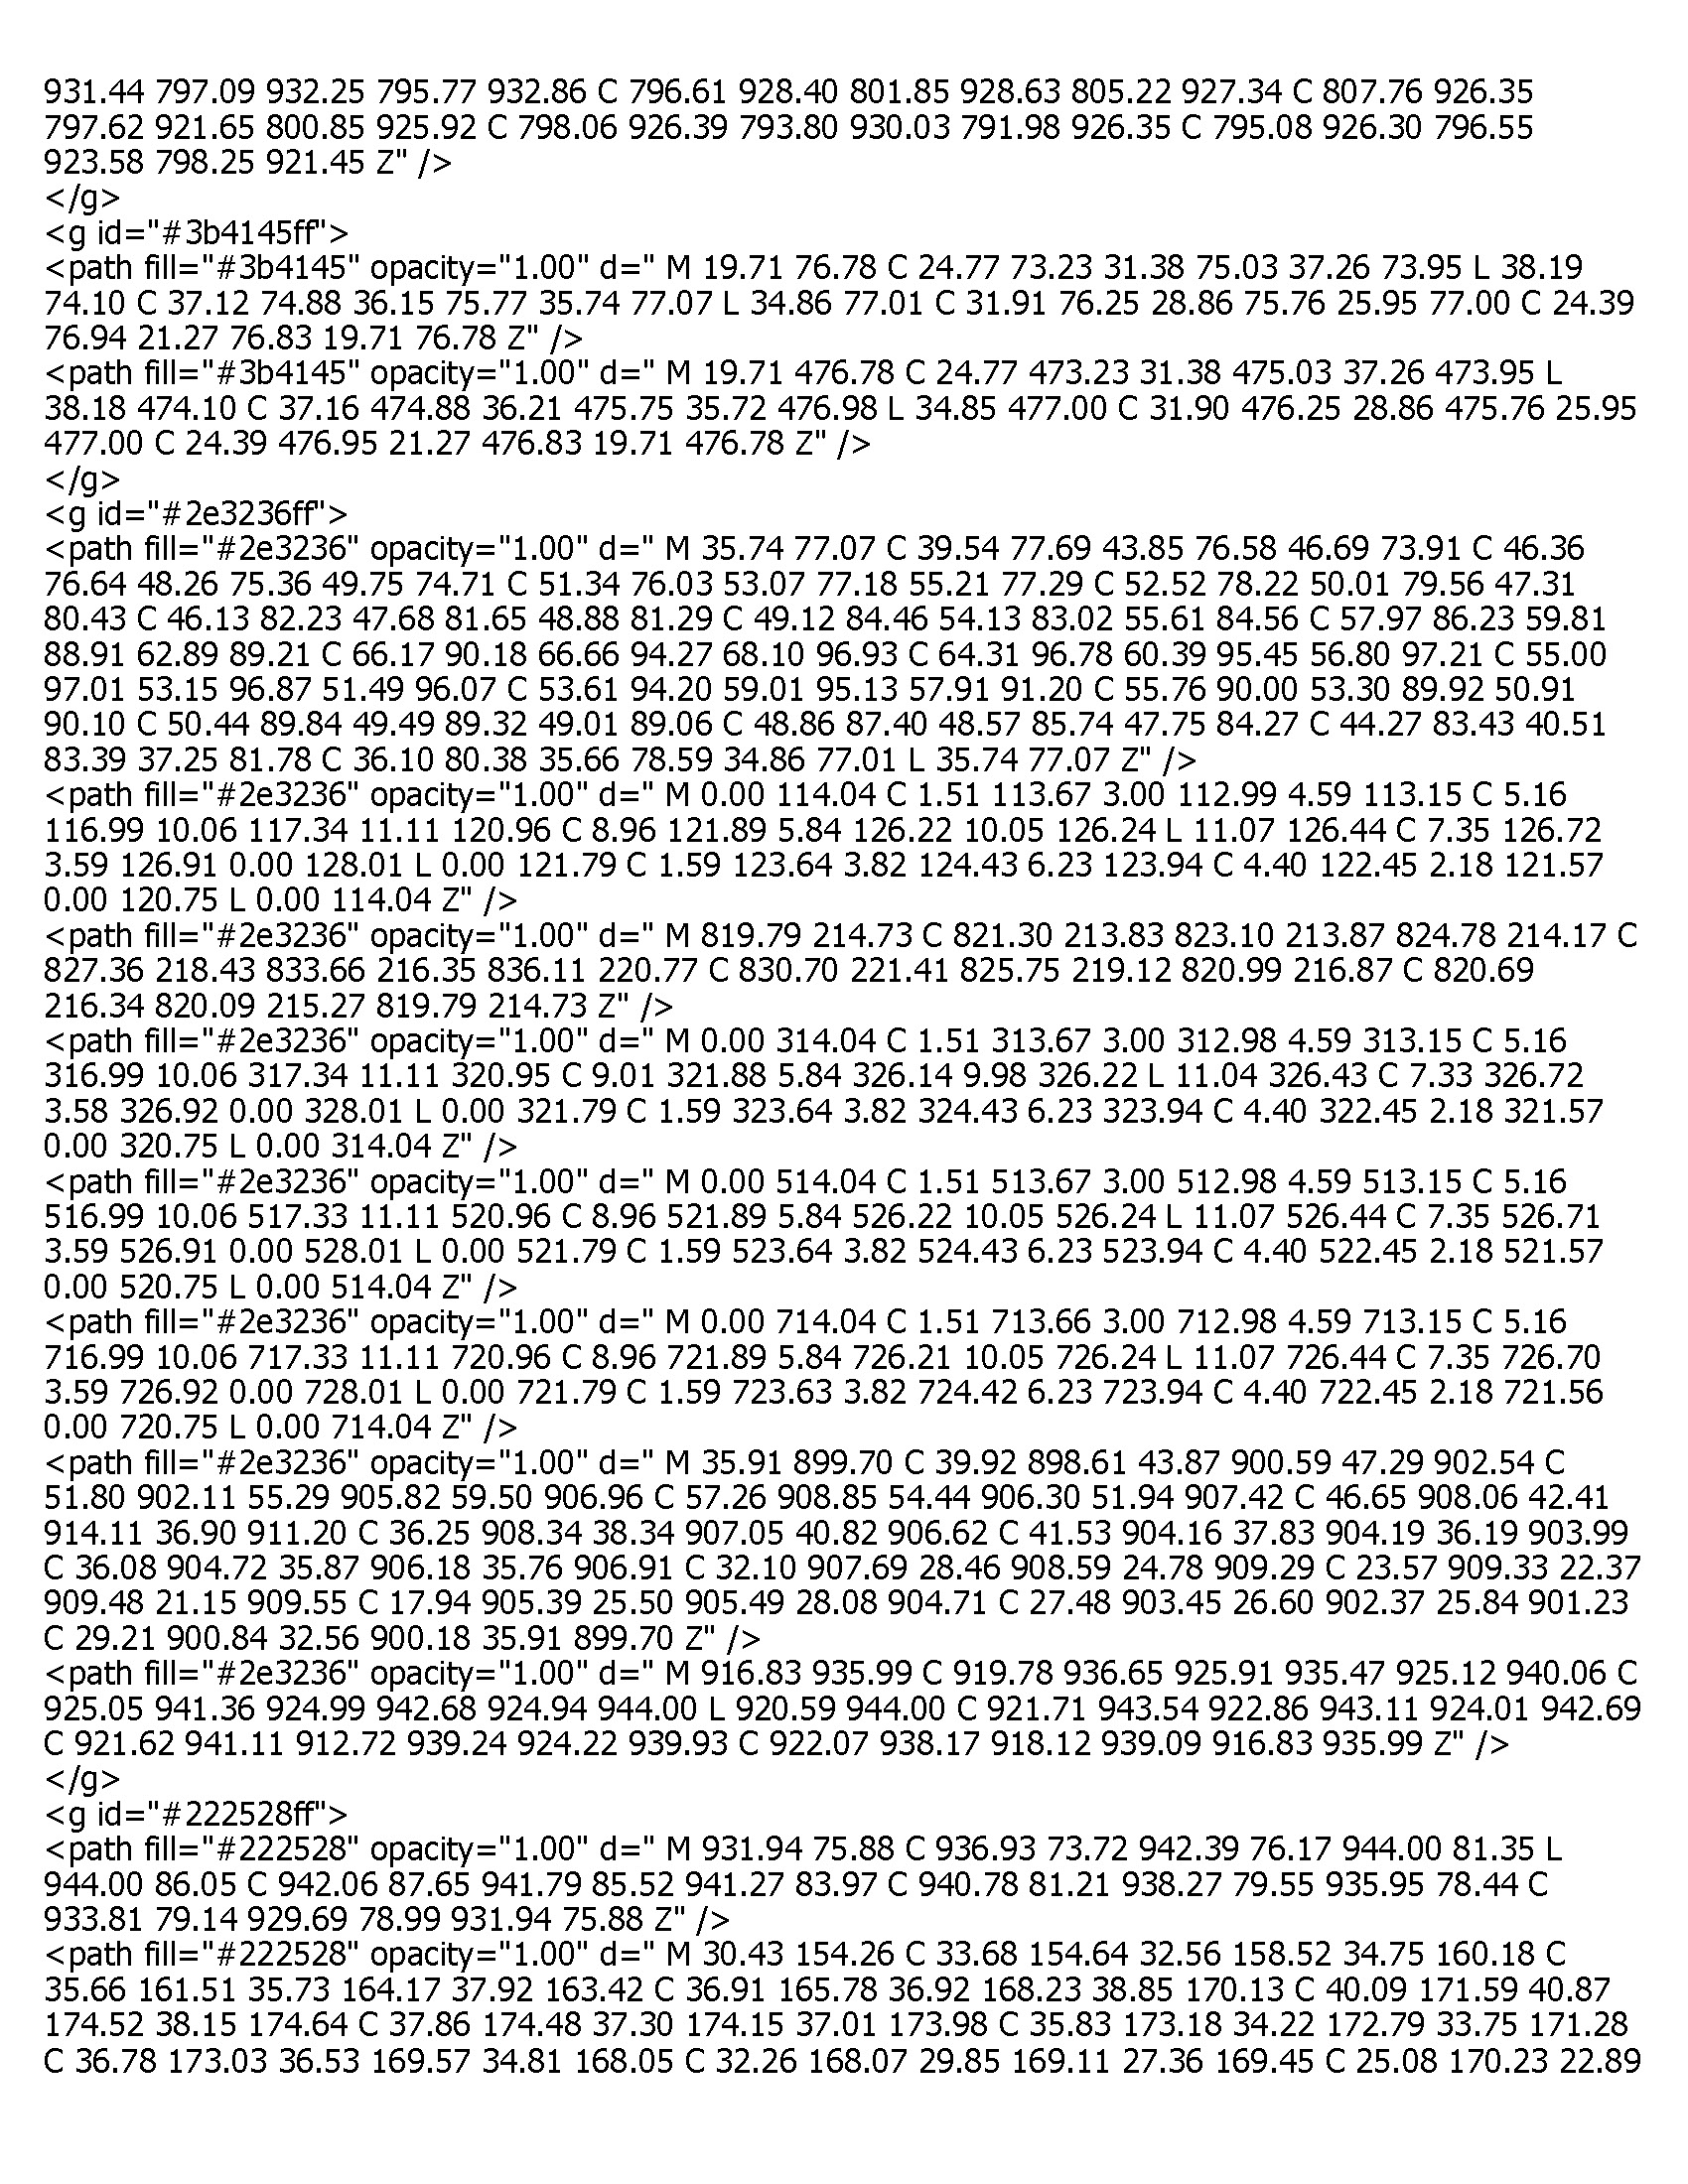 931.44 797.09 932.25 795.77 932.86 C 796.61 928.40 801.85 928.63 805.22 927.34 C 807.76 926.35
797.62 921.65 800.85 925.92 C 798.06 926.39 793.80 930.03 791.98 926.35 C 795.08 926.30 796.55
923.58 798.25 921.45 Z" />
</g>
<g id="#3b4145ff">
<path fill="#3b4145" opacity="1.00" d=" M 19.71 76.78 C 24.77 73.23 31.38 75.03 37.26 73.95 L 38.19
74.10 C 37.12 74.88 36.15 75.77 35.74 77.07 L 34.86 77.01 C 31.91 76.25 28.86 75.76 25.95 77.00 C 24.39
76.94 21.27 76.83 19.71 76.78 Z" />
<path fill="#3b4145" opacity="1.00" d=" M 19.71 476.78 C 24.77 473.23 31.38 475.03 37.26 473.95 L
38.18 474.10 C 37.16 474.88 36.21 475.75 35.72 476.98 L 34.85 477.00 C 31.90 476.25 28.86 475.76 25.95
477.00 C 24.39 476.95 21.27 476.83 19.71 476.78 Z" />
</g>
<g id="#2e3236ff">
<path fill="#2e3236" opacity="1.00" d=" M 35.74 77.07 C 39.54 77.69 43.85 76.58 46.69 73.91 C 46.36
76.64 48.26 75.36 49.75 74.71 C 51.34 76.03 53.07 77.18 55.21 77.29 C 52.52 78.22 50.01 79.56 47.31
80.43 C 46.13 82.23 47.68 81.65 48.88 81.29 C 49.12 84.46 54.13 83.02 55.61 84.56 C 57.97 86.23 59.81
88.91 62.89 89.21 C 66.17 90.18 66.66 94.27 68.10 96.93 C 64.31 96.78 60.39 95.45 56.80 97.21 C 55.00
97.01 53.15 96.87 51.49 96.07 C 53.61 94.20 59.01 95.13 57.91 91.20 C 55.76 90.00 53.30 89.92 50.91
90.10 C 50.44 89.84 49.49 89.32 49.01 89.06 C 48.86 87.40 48.57 85.74 47.75 84.27 C 44.27 83.43 40.51
83.39 37.25 81.78 C 36.10 80.38 35.66 78.59 34.86 77.01 L 35.74 77.07 Z" />
<path fill="#2e3236" opacity="1.00" d=" M 0.00 114.04 C 1.51 113.67 3.00 112.99 4.59 113.15 C 5.16
116.99 10.06 117.34 11.11 120.96 C 8.96 121.89 5.84 126.22 10.05 126.24 L 11.07 126.44 C 7.35 126.72
3.59 126.91 0.00 128.01 L 0.00 121.79 C 1.59 123.64 3.82 124.43 6.23 123.94 C 4.40 122.45 2.18 121.57
0.00 120.75 L 0.00 114.04 Z" />
<path fill="#2e3236" opacity="1.00" d=" M 819.79 214.73 C 821.30 213.83 823.10 213.87 824.78 214.17 C
827.36 218.43 833.66 216.35 836.11 220.77 C 830.70 221.41 825.75 219.12 820.99 216.87 C 820.69
216.34 820.09 215.27 819.79 214.73 Z" />
<path fill="#2e3236" opacity="1.00" d=" M 0.00 314.04 C 1.51 313.67 3.00 312.98 4.59 313.15 C 5.16
316.99 10.06 317.34 11.11 320.95 C 9.01 321.88 5.84 326.14 9.98 326.22 L 11.04 326.43 C 7.33 326.72
3.58 326.92 0.00 328.01 L 0.00 321.79 C 1.59 323.64 3.82 324.43 6.23 323.94 C 4.40 322.45 2.18 321.57
0.00 320.75 L 0.00 314.04 Z" />
<path fill="#2e3236" opacity="1.00" d=" M 0.00 514.04 C 1.51 513.67 3.00 512.98 4.59 513.15 C 5.16
516.99 10.06 517.33 11.11 520.96 C 8.96 521.89 5.84 526.22 10.05 526.24 L 11.07 526.44 C 7.35 526.71
3.59 526.91 0.00 528.01 L 0.00 521.79 C 1.59 523.64 3.82 524.43 6.23 523.94 C 4.40 522.45 2.18 521.57
0.00 520.75 L 0.00 514.04 Z" />
<path fill="#2e3236" opacity="1.00" d=" M 0.00 714.04 C 1.51 713.66 3.00 712.98 4.59 713.15 C 5.16
716.99 10.06 717.33 11.11 720.96 C 8.96 721.89 5.84 726.21 10.05 726.24 L 11.07 726.44 C 7.35 726.70
3.59 726.92 0.00 728.01 L 0.00 721.79 C 1.59 723.63 3.82 724.42 6.23 723.94 C 4.40 722.45 2.18 721.56
0.00 720.75 L 0.00 714.04 Z" />
<path fill="#2e3236" opacity="1.00" d=" M 35.91 899.70 C 39.92 898.61 43.87 900.59 47.29 902.54 C
51.80 902.11 55.29 905.82 59.50 906.96 C 57.26 908.85 54.44 906.30 51.94 907.42 C 46.65 908.06 42.41
914.11 36.90 911.20 C 36.25 908.34 38.34 907.05 40.82 906.62 C 41.53 904.16 37.83 904.19 36.19 903.99
C 36.08 904.72 35.87 906.18 35.76 906.91 C 32.10 907.69 28.46 908.59 24.78 909.29 C 23.57 909.33 22.37
909.48 21.15 909.55 C 17.94 905.39 25.50 905.49 28.08 904.71 C 27.48 903.45 26.60 902.37 25.84 901.23
C 29.21 900.84 32.56 900.18 35.91 899.70 Z" />
<path fill="#2e3236" opacity="1.00" d=" M 916.83 935.99 C 919.78 936.65 925.91 935.47 925.12 940.06 C
925.05 941.36 924.99 942.68 924.94 944.00 L 920.59 944.00 C 921.71 943.54 922.86 943.11 924.01 942.69
C 921.62 941.11 912.72 939.24 924.22 939.93 C 922.07 938.17 918.12 939.09 916.83 935.99 Z" />
</g>
<g id="#222528ff">
<path fill="#222528" opacity="1.00" d=" M 931.94 75.88 C 936.93 73.72 942.39 76.17 944.00 81.35 L
944.00 86.05 C 942.06 87.65 941.79 85.52 941.27 83.97 C 940.78 81.21 938.27 79.55 935.95 78.44 C
933.81 79.14 929.69 78.99 931.94 75.88 Z" />
<path fill="#222528" opacity="1.00" d=" M 30.43 154.26 C 33.68 154.64 32.56 158.52 34.75 160.18 C
35.66 161.51 35.73 164.17 37.92 163.42 C 36.91 165.78 36.92 168.23 38.85 170.13 C 40.09 171.59 40.87
174.52 38.15 174.64 C 37.86 174.48 37.30 174.15 37.01 173.98 C 35.83 173.18 34.22 172.79 33.75 171.28
C 36.78 173.03 36.53 169.57 34.81 168.05 C 32.26 168.07 29.85 169.11 27.36 169.45 C 25.08 170.23 22.89